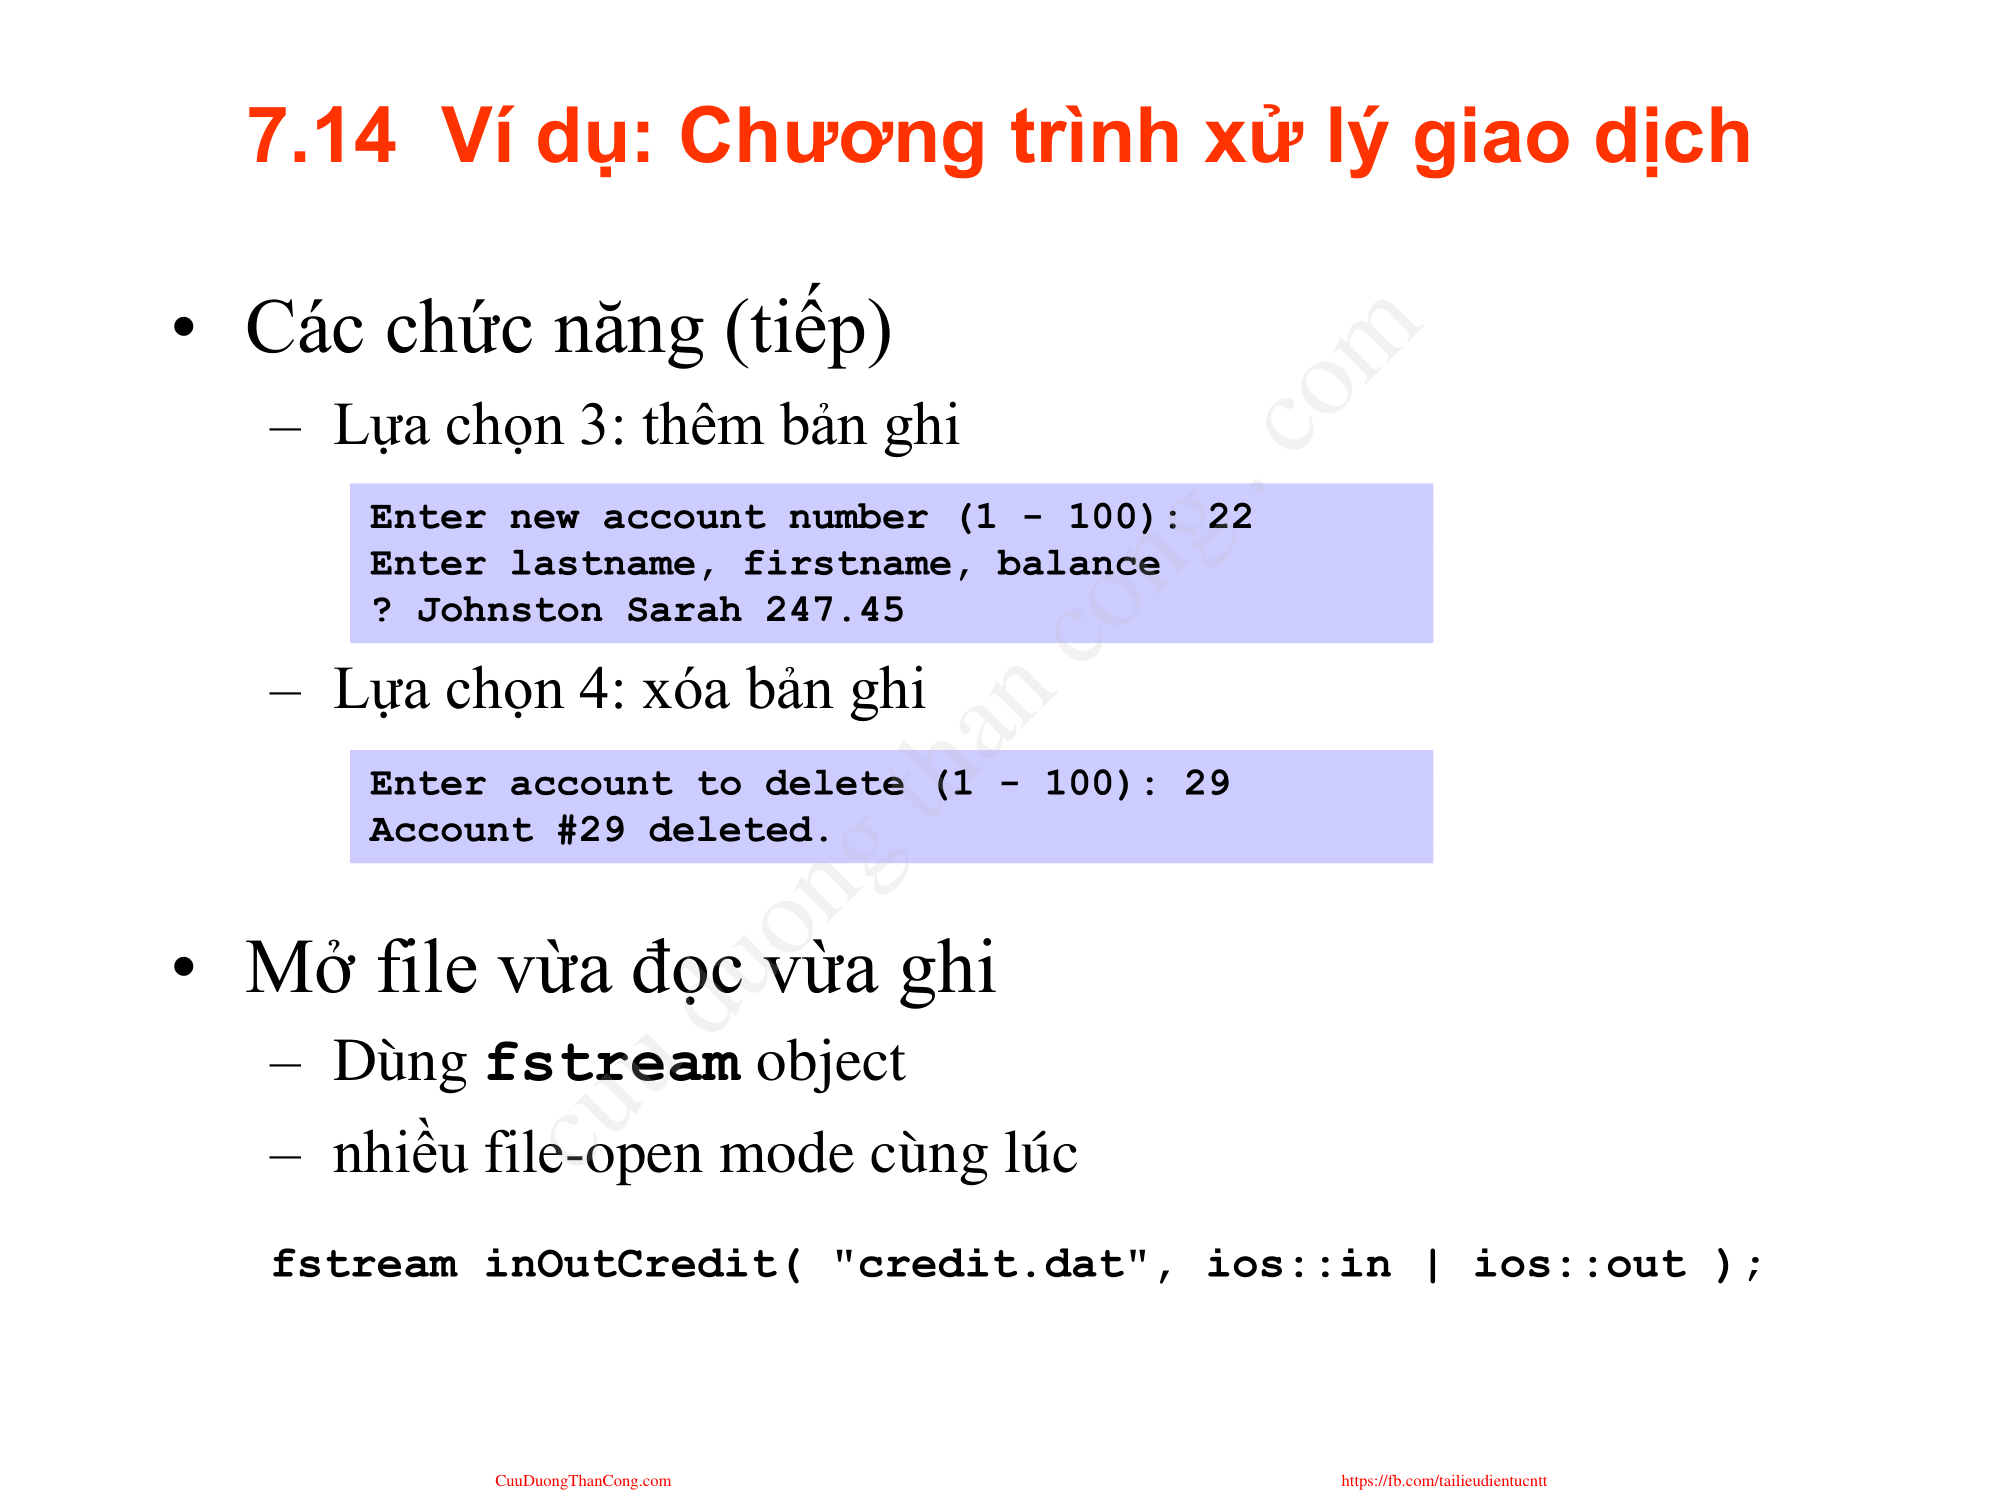 7.14 Ví dụ: Chương trình xử lý giao dịch
• Các chức năng (tiếp)
– Lựa chọn 3: thêm bản ghi
Enter new account number (1 - 100): 22
Enter lastname, firstname, balance
? Johnston Sarah 247.45
– Lựa chọn 4: xóa bản ghi
Enter account to delete (1 - 100): 29
Account #29 deleted.
• Mở file vừa đọc vừa ghi
– Dùng fstream object
– nhiều file-open mode cùng lúc
fstream inOutCredit( "credit.dat", ios::in | ios::out );
cuu duong than cong . com
CuuDuongThanCong.com
https://fb.com/tailieudientucntt